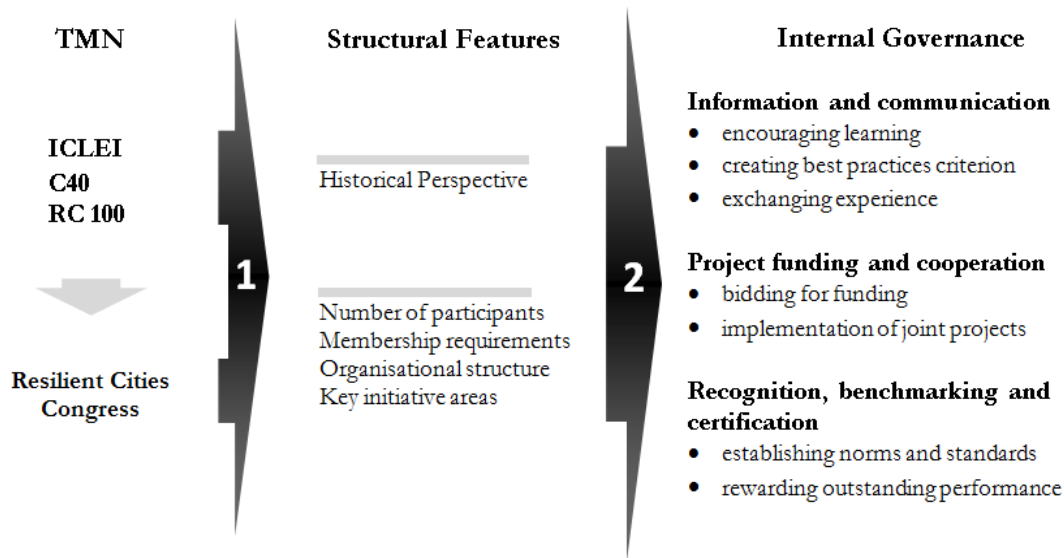 TMN
ICLEI
C40
RC 100
Resilient Cities
Congress
1
Structural Features
Historical Perspective
Number of participants
Membership requirements
Organisational structure
Key initiative areas
2
Internal Governance
Information and communication
• encouraging learning
• creating best practices criterion
• exchanging experience
Project funding and cooperation
• bidding for funding
• implementation of joint projects
Recognition, benchmarking and
certification
• establishing norms and standards
• rewarding outstanding performance